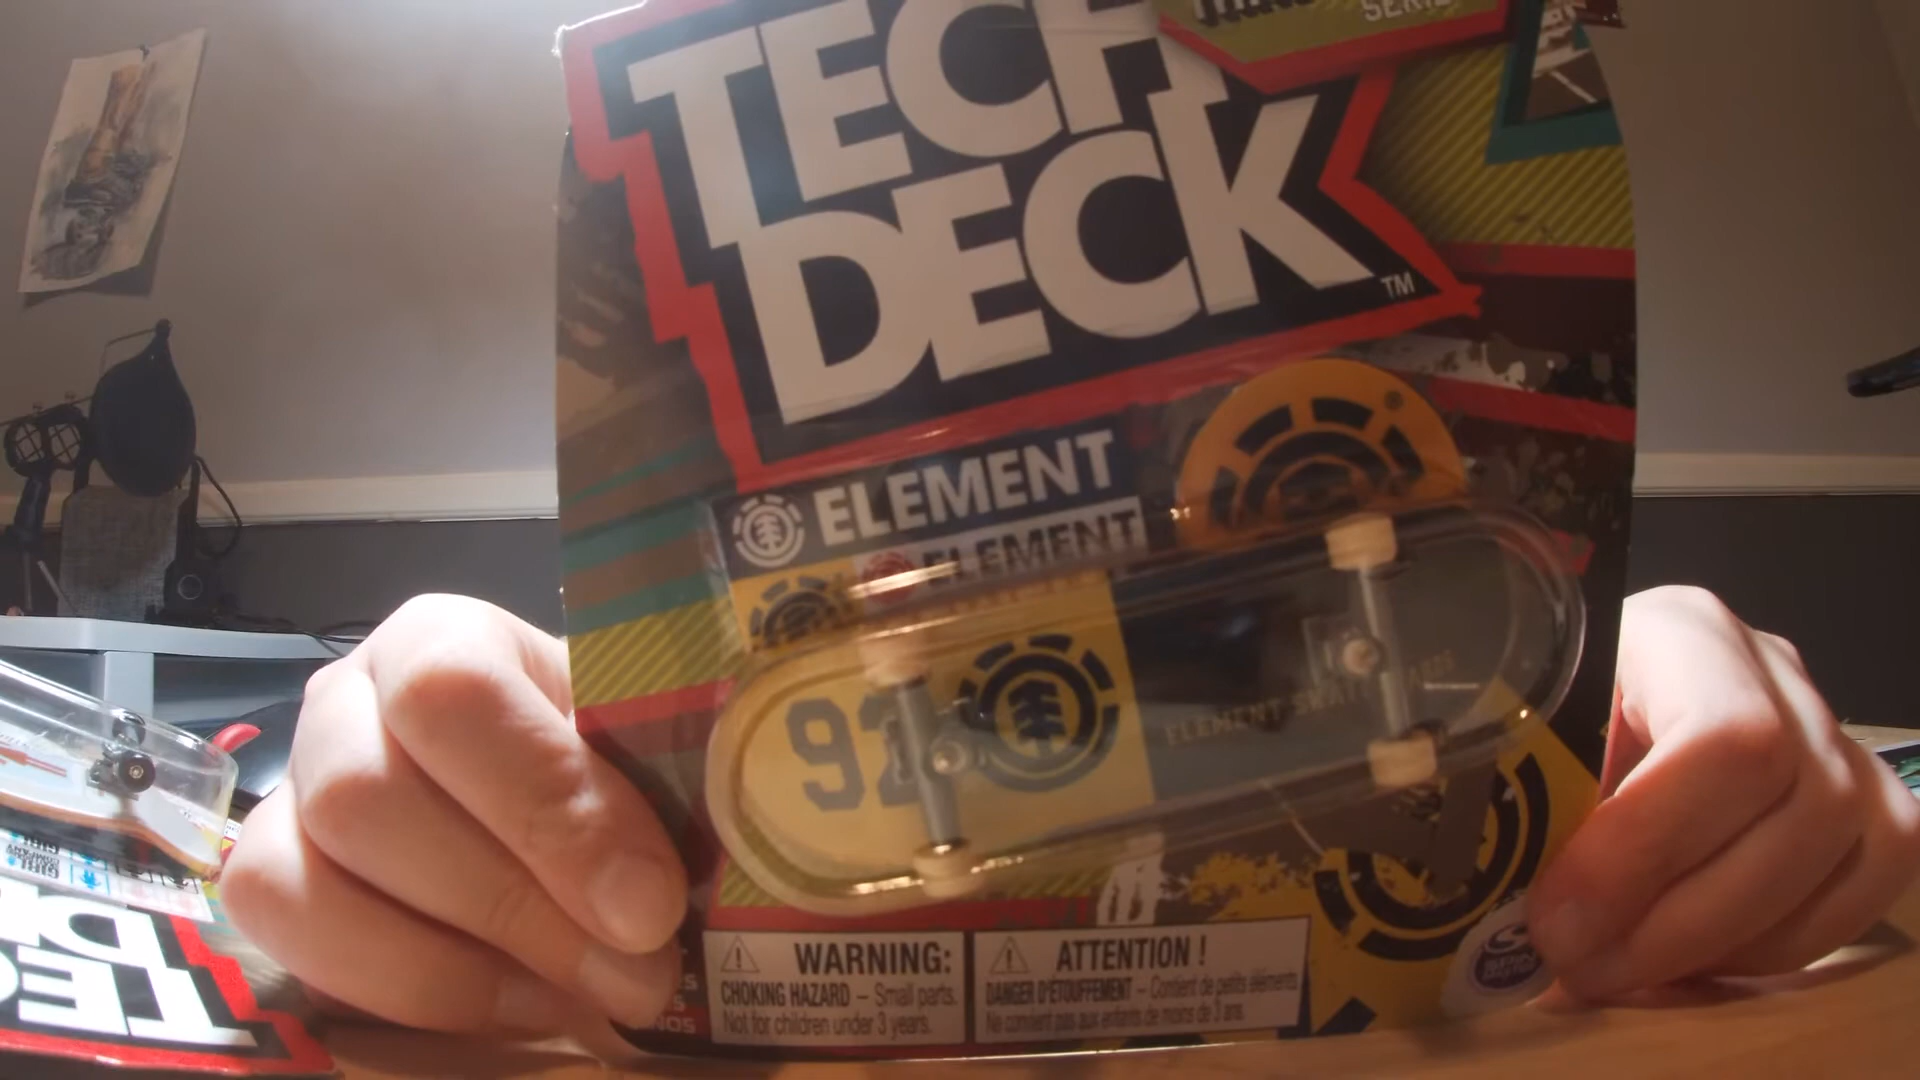 TECH
DECK
TM
ELEMENT
ELEMENT
92
ELEMENT
WARNING:
CHOKING HAZARD – Small parts.
Not for children under 3 years.
ATTENTION !
DANGER D'ÉTOUFFEMENT – Contient de petits éléments
Ne convient pas aux enfants de moins de 3 ans.